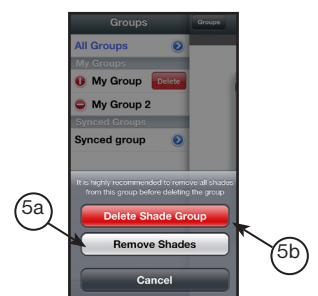 Groups
Groups
All Groups
My Groups
My Group Delete
My Group 2
Synced Groups
Synced group
It is highly recommended to remove all shades
from this group before deleting the group
5a
Delete Shade Group
Remove Shades
5b
Cancel